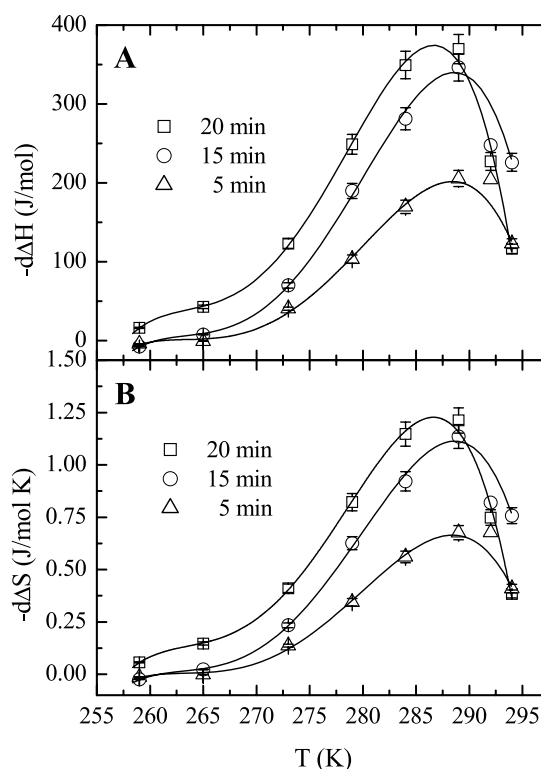 400
A
300
20 min
15 min
5 min
200
100
0
-dΔH (J/mol)
1.50
B
1.25
20 min
15 min
5 min
1.00
0.75
0.50
0.25
0.00
-dΔS (J/mol K)
255 260 265 270 275 280 285 290 295
T (K)